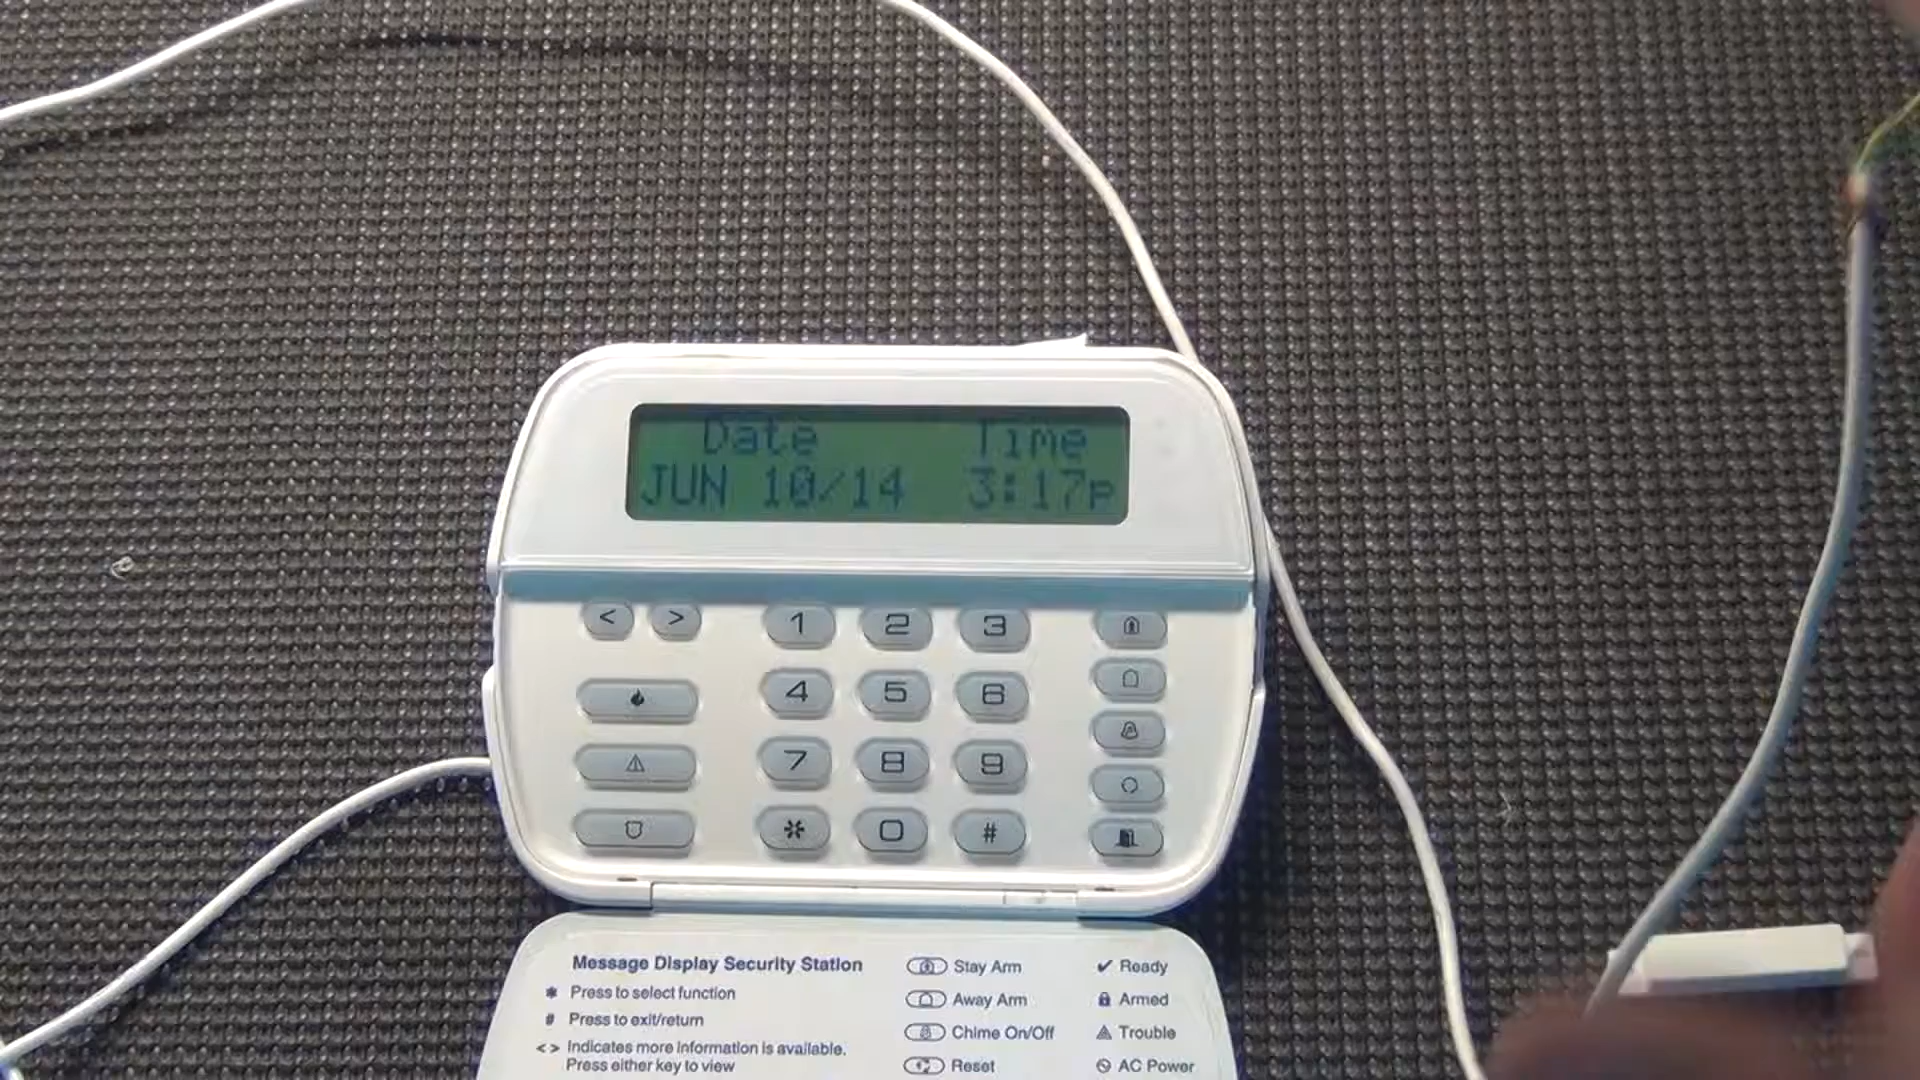 Date Time
JUN 10/14 3:17p
< > 1 2 3
4 5 6
7 8 9
* 0 #
Message Display Security Station
* Press to select function
# Press to exit/return
< > Indicates more information is available.
Press either key to view
Stay Arm
Away Arm
Chime On/Off
Reset
✓ Ready
Armed
Trouble
AC Power